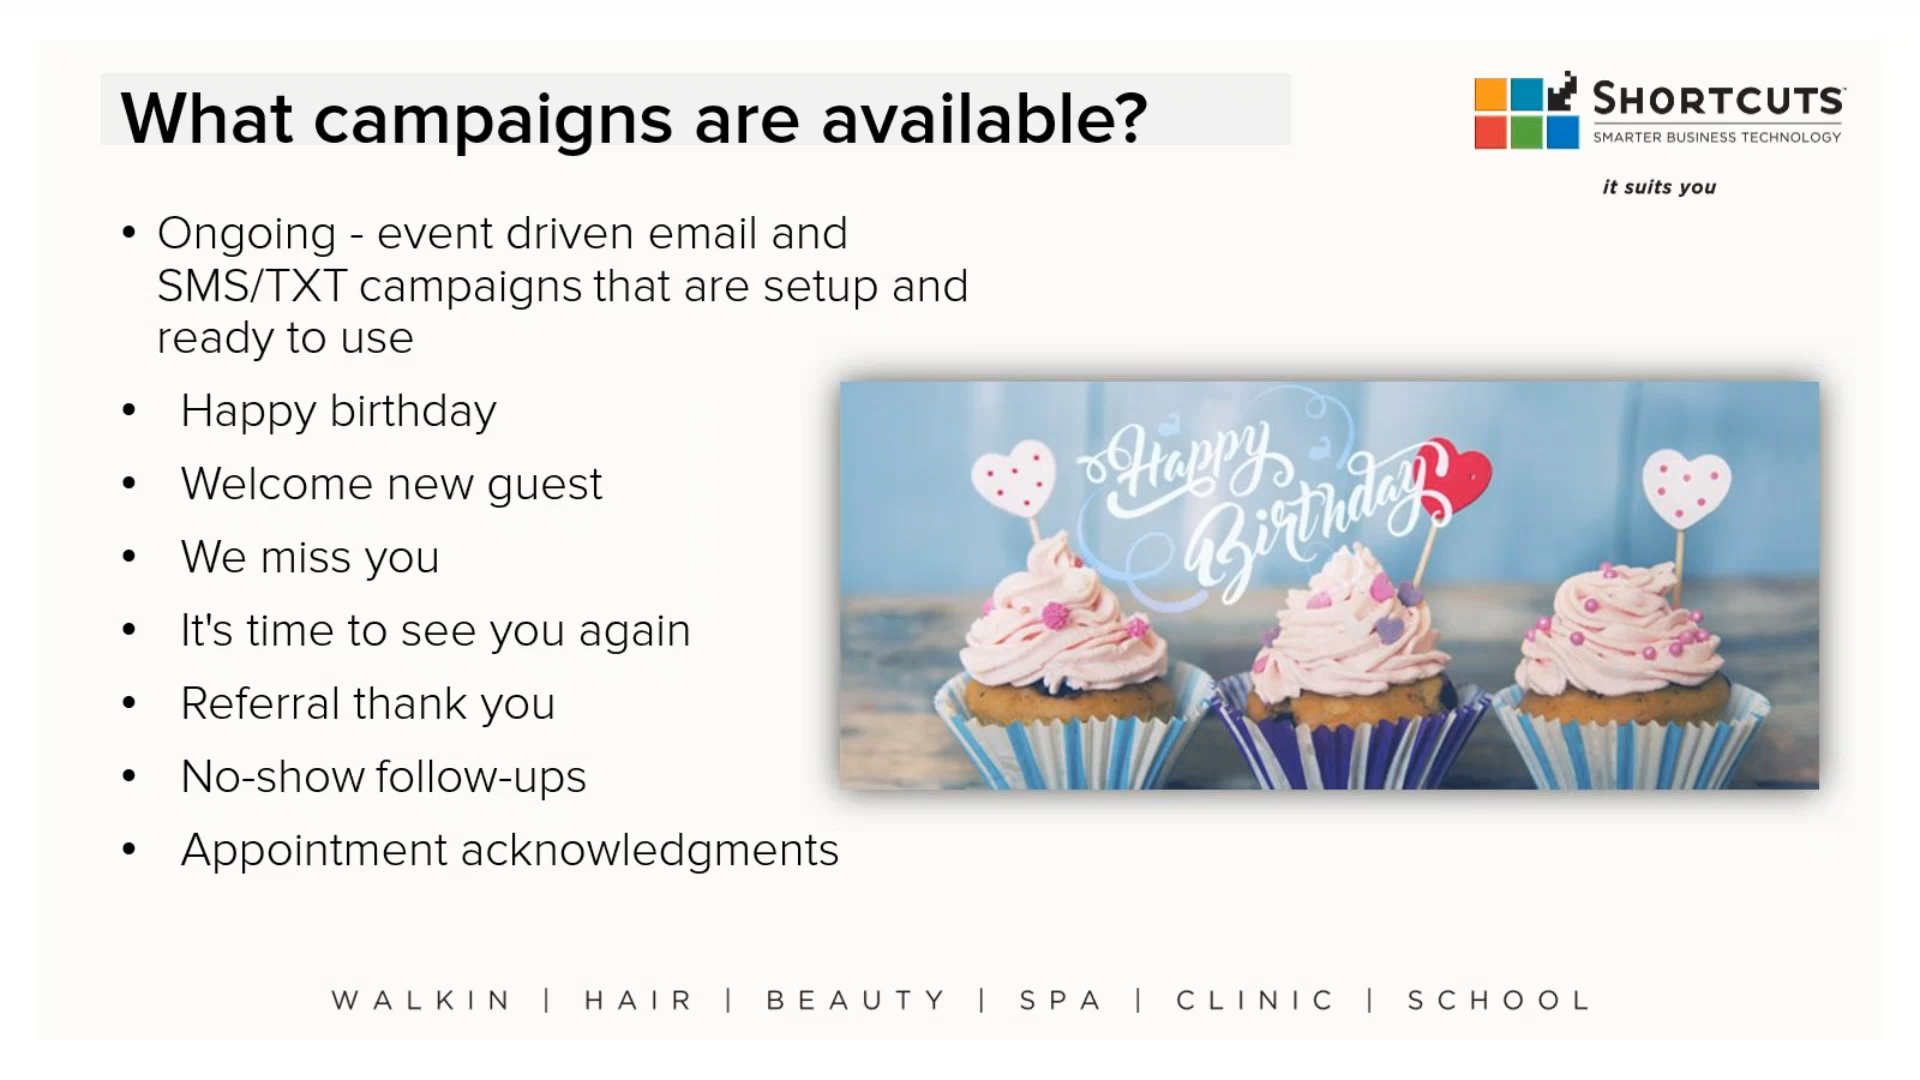 What campaigns are available?
SHORTCUTS
SMARTER BUSINESS TECHNOLOGY
it suits you
• Ongoing - event driven email and
SMS/TXT campaigns that are setup and
ready to use
• Happy birthday
• Welcome new guest
• We miss you
• It's time to see you again
• Referral thank you
• No-show follow-ups
• Appointment acknowledgments
Happy
Birthday
WALKIN | HAIR | BEAUTY | SPA | CLINIC | SCHOOL